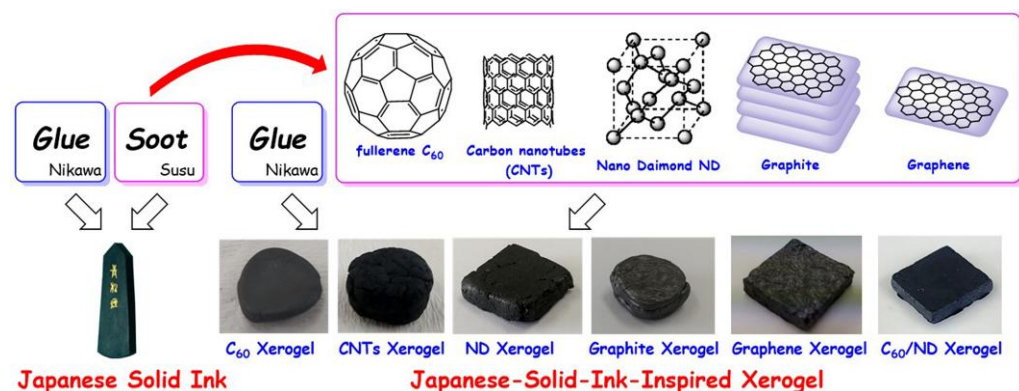 fullerene C₆₀
Carbon nanotubes
(CNTs)
Nano Daimond ND
Graphite
Graphene
Glue
Nikawa
Soot
Susu
Glue
Nikawa
C₆₀ Xerogel
CNTs Xerogel
ND Xerogel
Graphite Xerogel
Graphene Xerogel
C₆₀/ND Xerogel
Japanese Solid Ink
Japanese-Solid-Ink-Inspired Xerogel